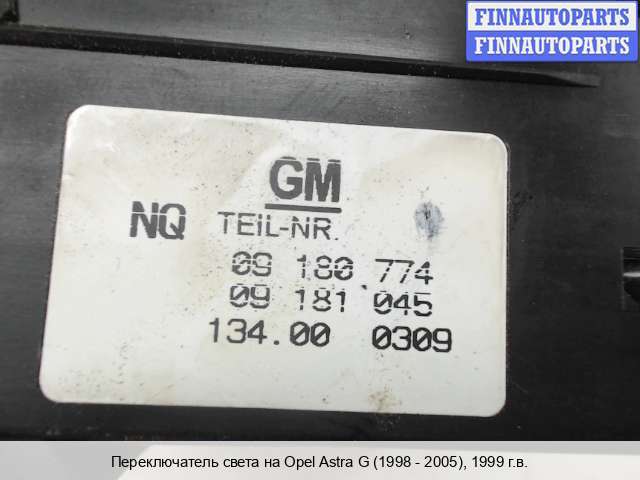 FINNAUTOPARTS
FINNAUTOPARTS
GM
NQ TEIL-NR.
09 180 774
09 181 045
134.00 0309
Переключатель света на Opel Astra G (1998 - 2005), 1999 г.в.